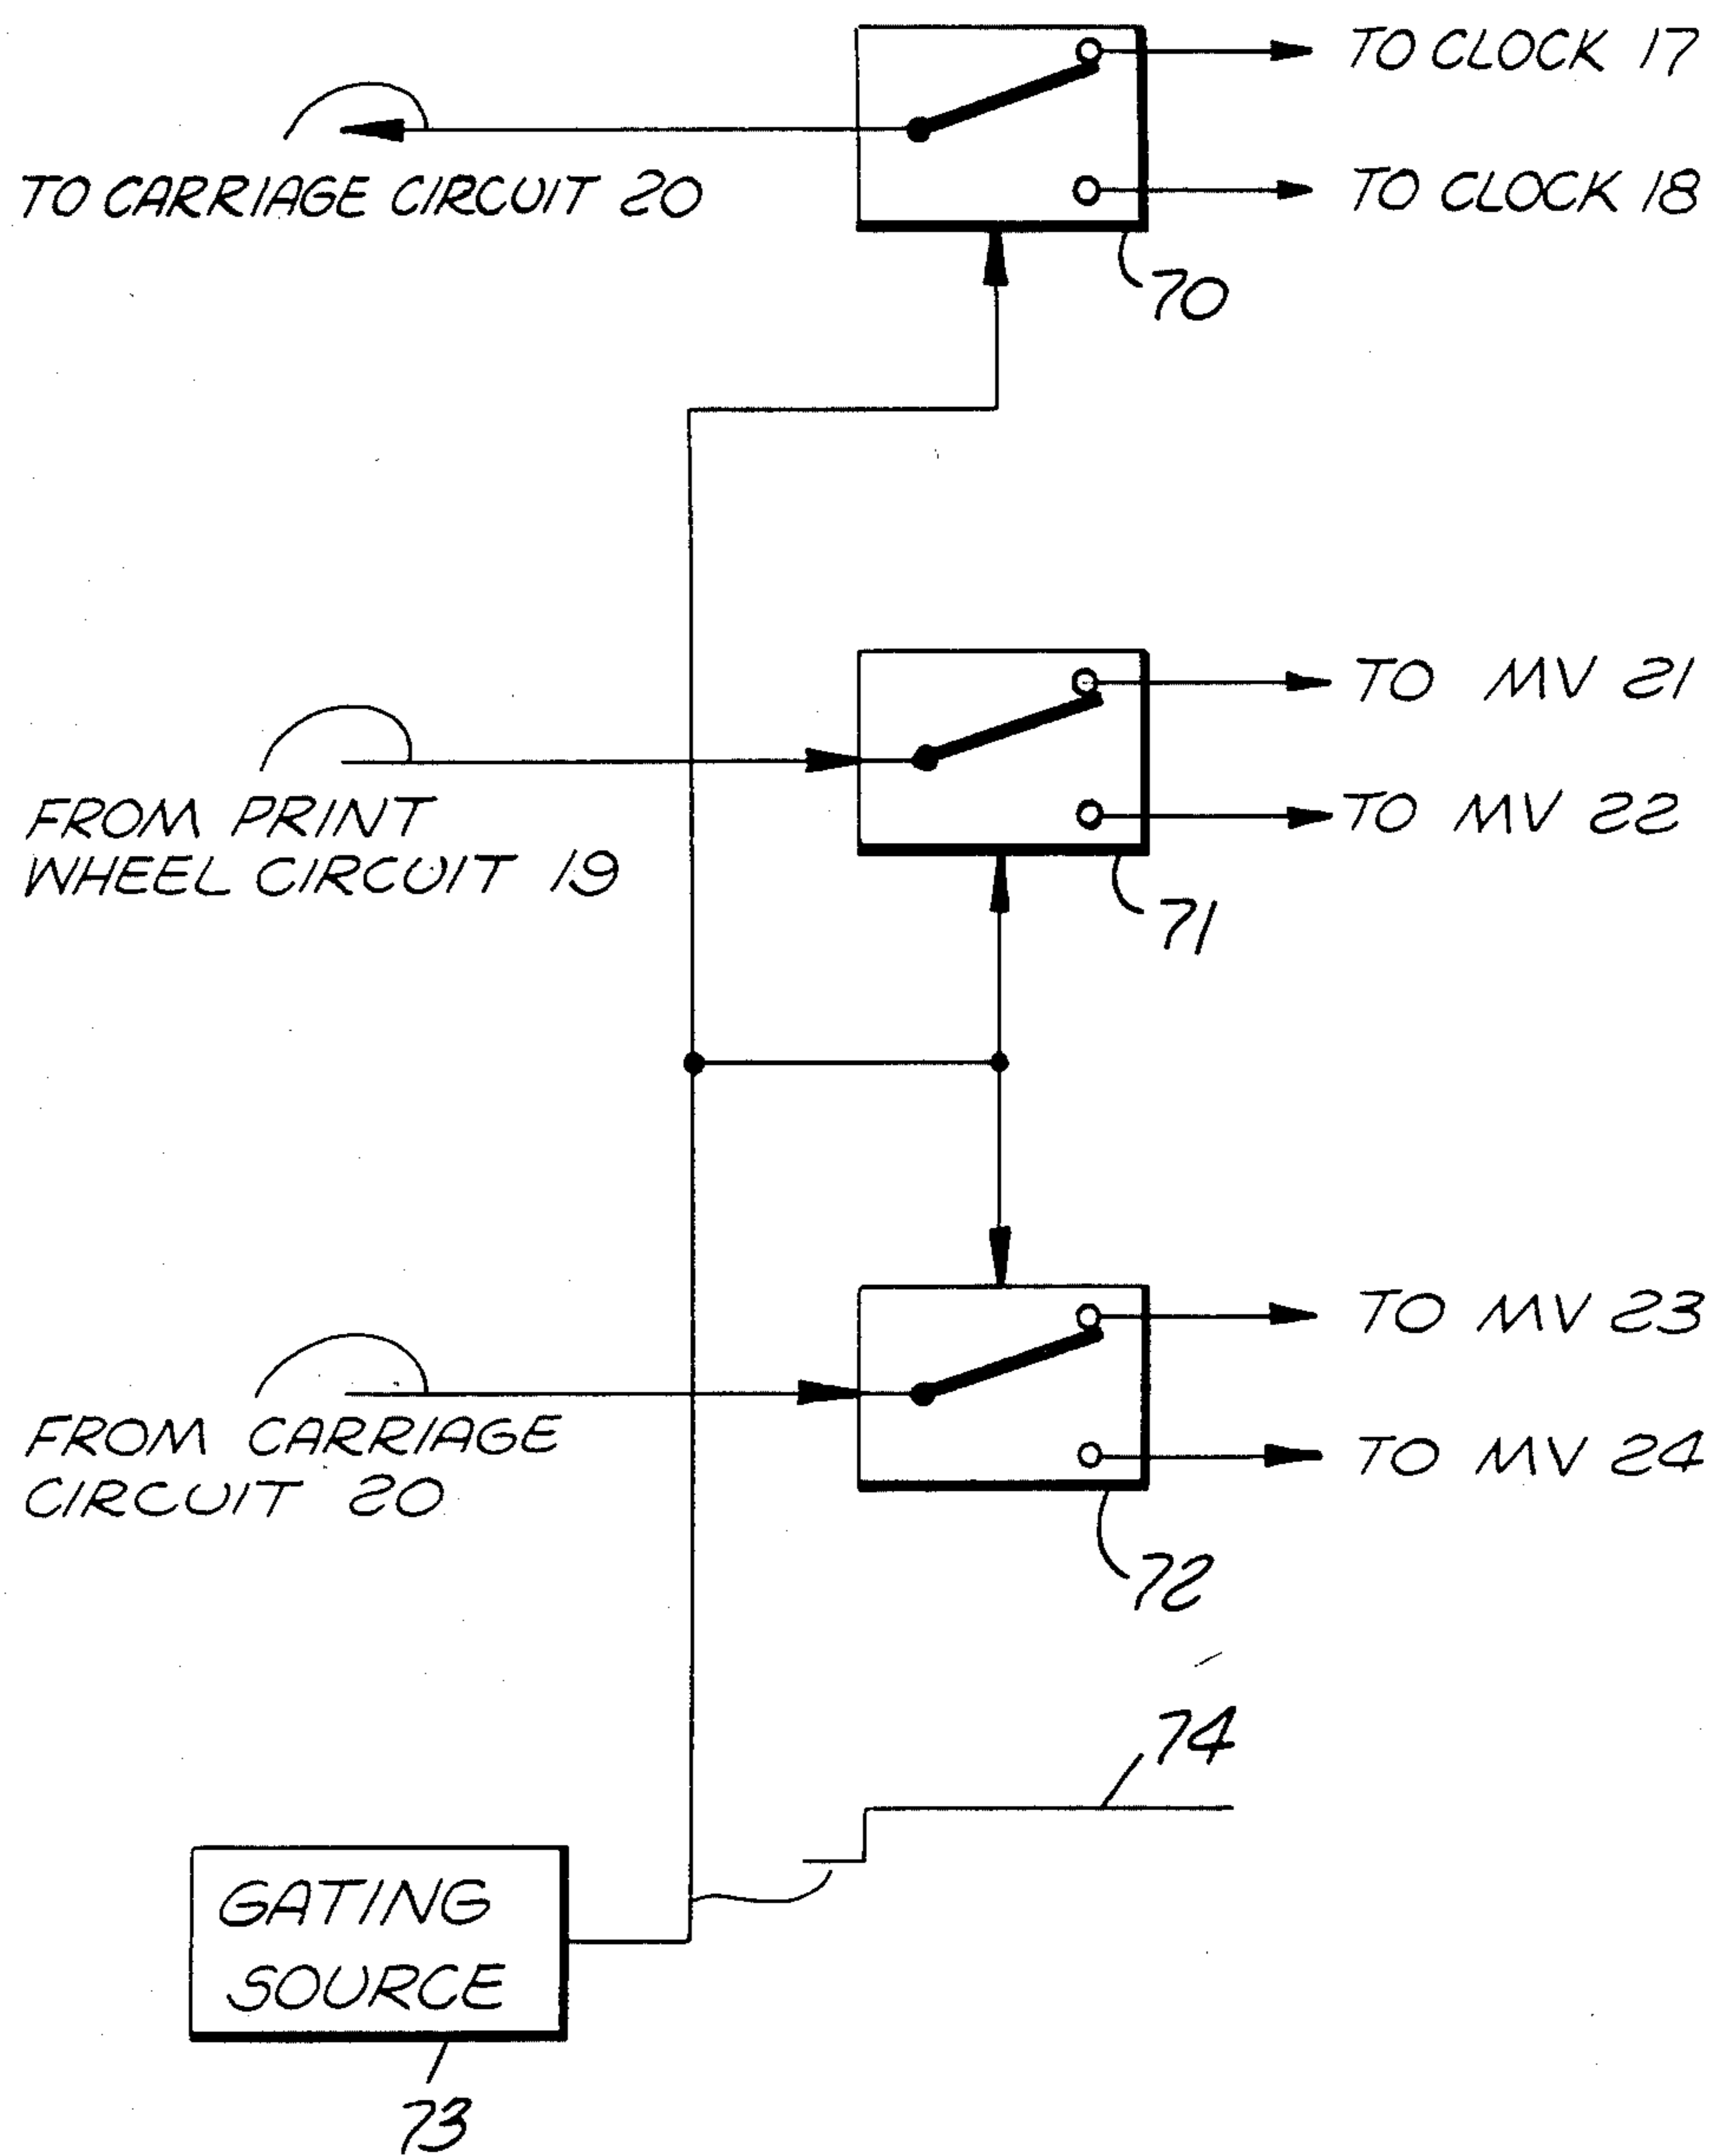 TO CLOCK 17
TO CARRIAGE CIRCUIT 20
TO CLOCK 18
70
TO MV 21
FROM PRINT
WHEEL CIRCUIT 19
TO MV 22
71
TO MV 23
FROM CARRIAGE
CIRCUIT 20
TO MV 24
72
74
GATING
SOURCE
73